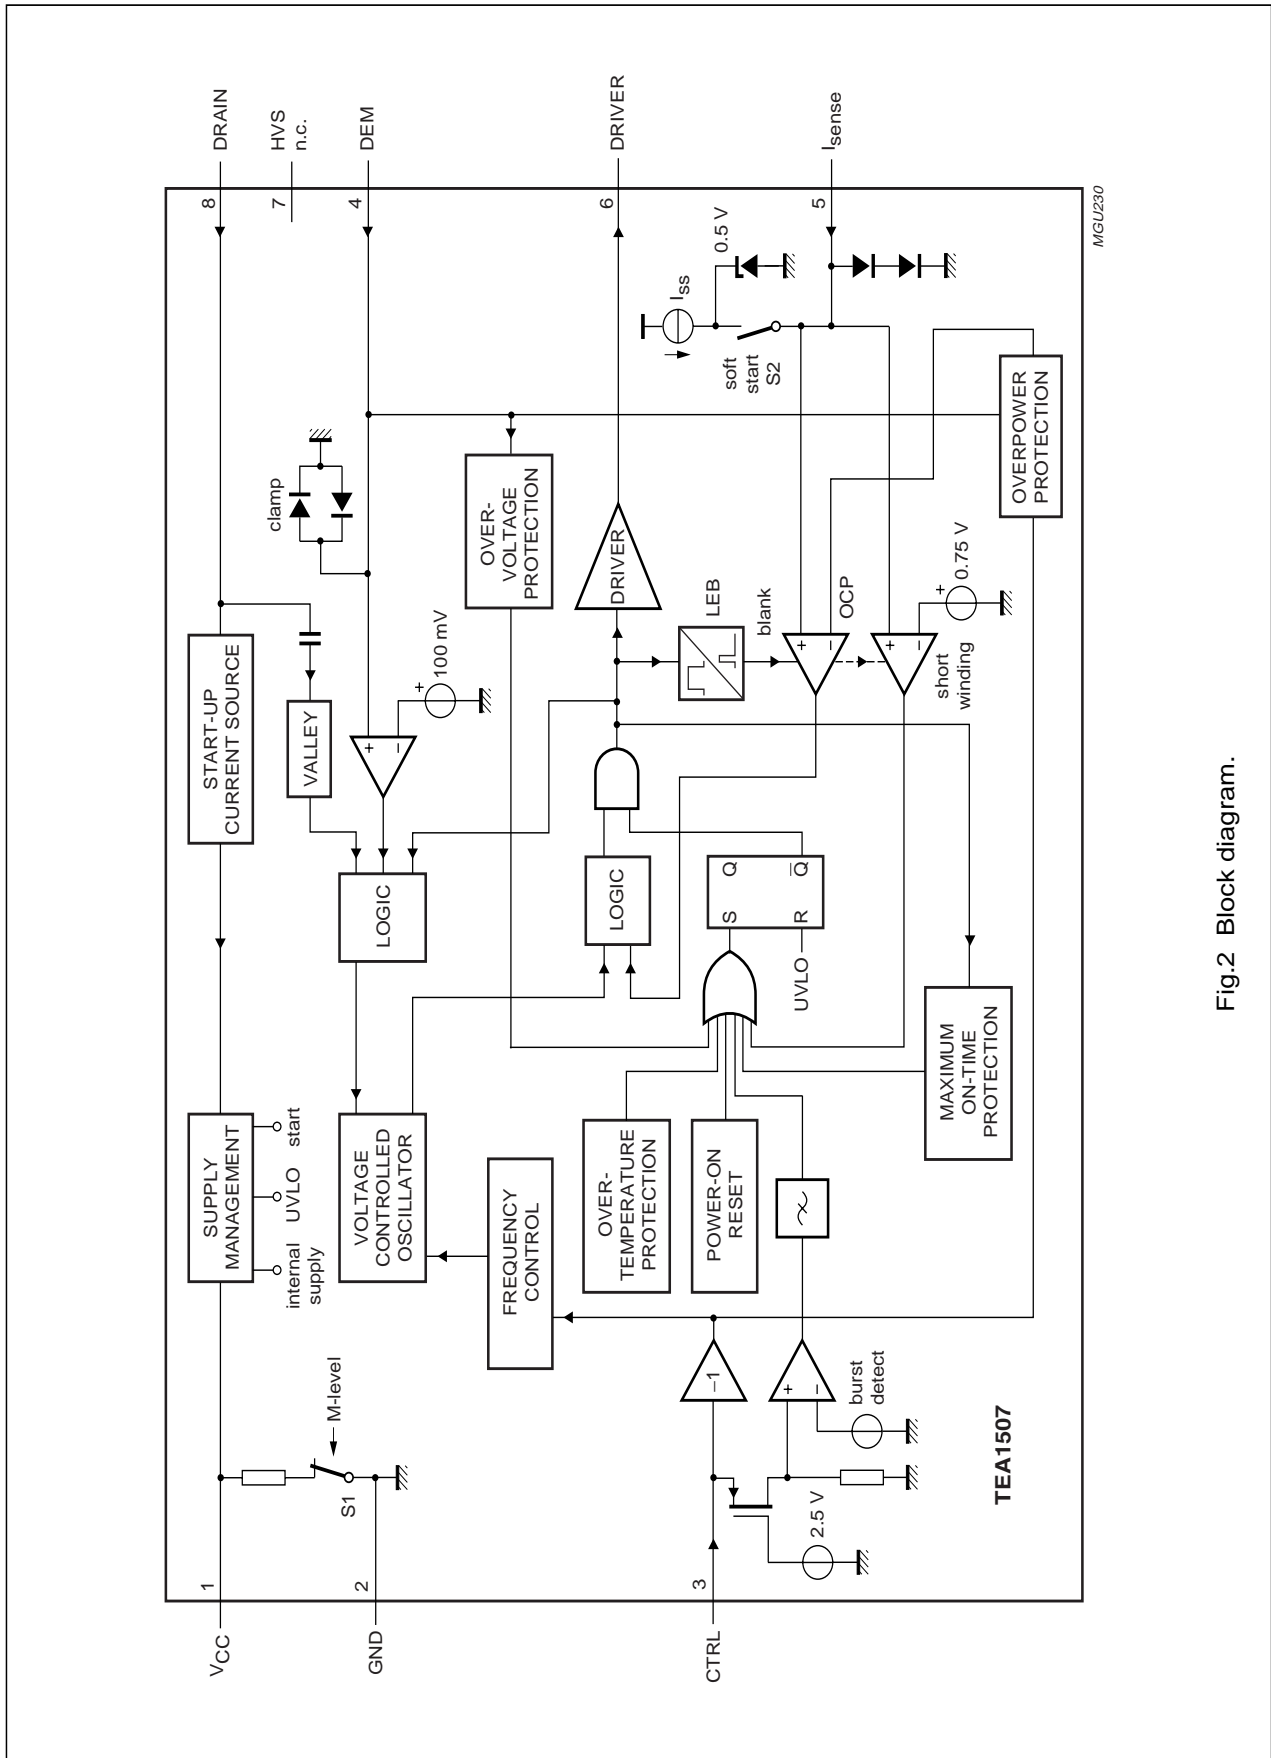 VCC
1
GND
2
CTRL
3
S1
M-level
SUPPLY
MANAGEMENT
internal
supply
UVLO
start
START-UP
CURRENT SOURCE
8
DRAIN
7
HVS
n.c.
4
DEM
clamp
VALLEY
100 mV
+
−
LOGIC
VOLTAGE
CONTROLLED
OSCILLATOR
FREQUENCY
CONTROL
OVER-
VOLTAGE
PROTECTION
OVER-
TEMPERATURE
PROTECTION
POWER-ON
RESET
LOGIC
DRIVER
6
DRIVER
LEB
blank
S
Q
R
Q
UVLO
−1
+
−
burst
detect
2.5 V
soft
start
S2
Iss
0.5 V
5
Isense
+
−
OCP
+
−
short
winding
+
0.75 V
OVERPOWER
PROTECTION
MAXIMUM
ON-TIME
PROTECTION
TEA1507
+
MGU230
Fig.2 Block diagram.